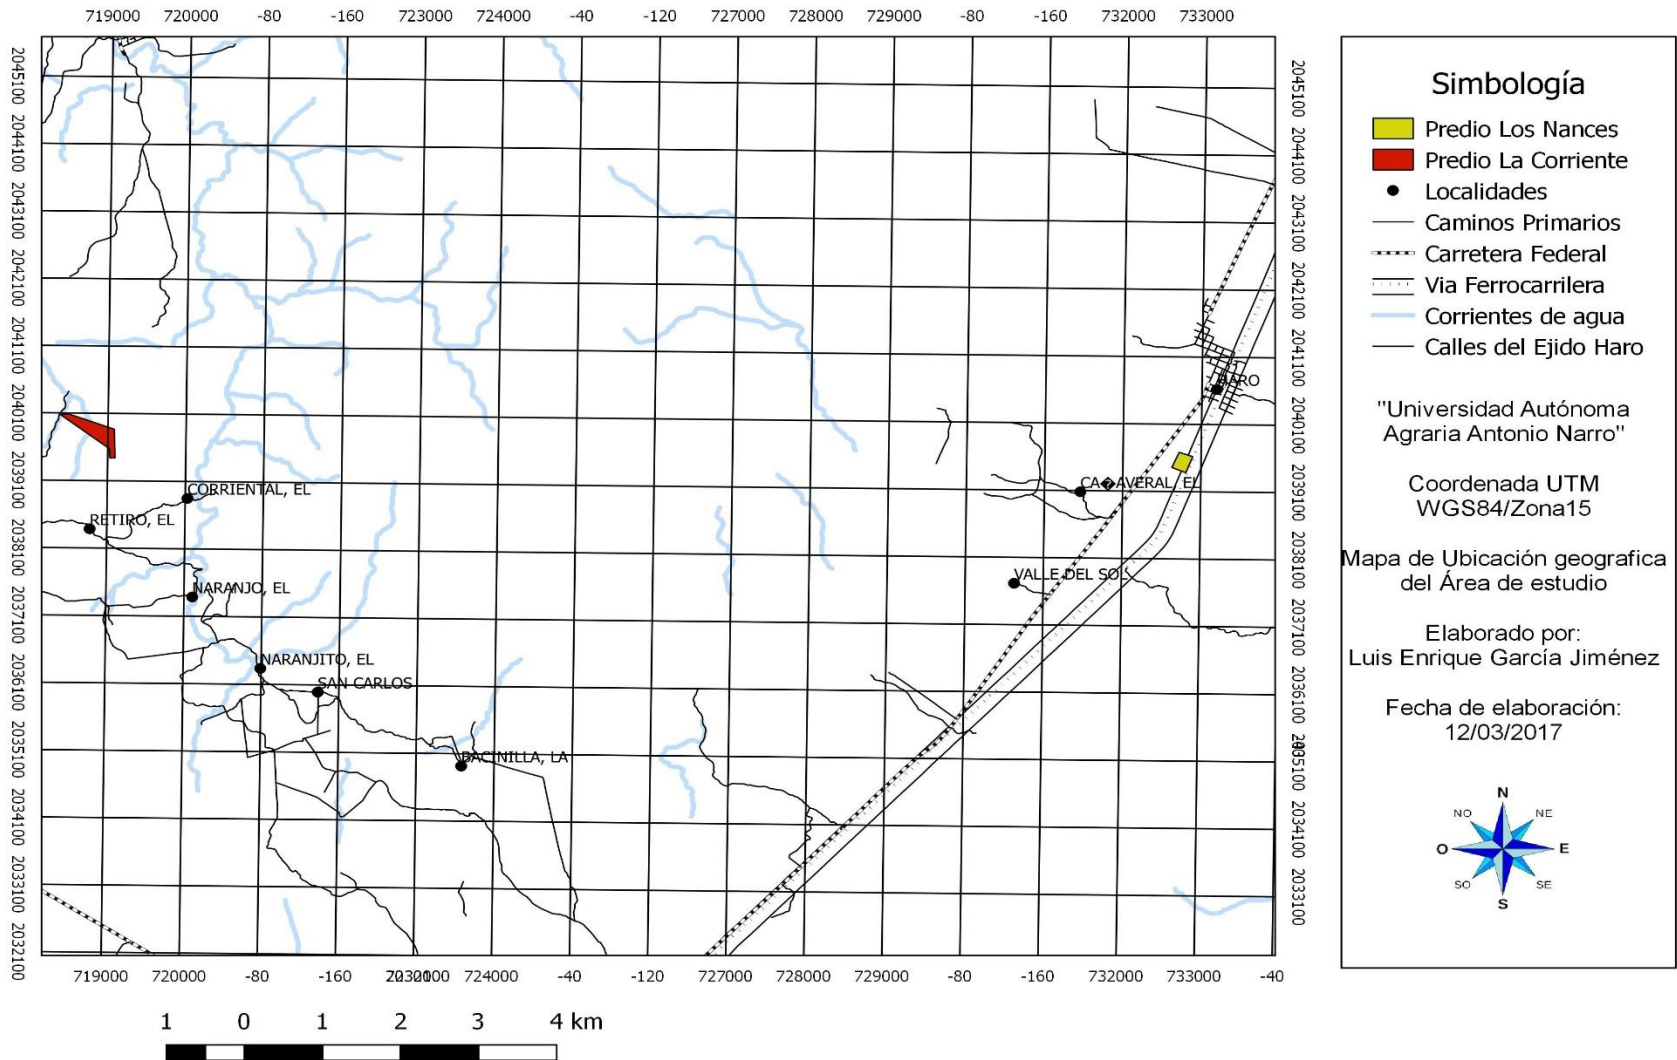 719000 720000 -80 -160 723000 724000 -40 -120 727000 728000 729000 -80 -160 732000 733000
2045100
2044100
2043100
2042100
2041100
2040100
2039100
2038100
2037100
2036100
2035100
2034100
2033100
2032100
HARO
CORRIENTAL, EL
RETIRO, EL
CA�AVERAL, EL
VALLE DEL SOL
NARANJO, EL
NARANJITO, EL
SAN CARLOS
BACINILLA, LA
2045100
2044100
2043100
2042100
2041100
2040100
2039100
2038100
2037100
2036100
2034100
2033100
719000 720000 -80 -160 724000 -40 -120 727000 728000 729000 -80 -160 732000 733000 -40
1 0 1 2 3 4 km
Simbología
Predio Los Nances
Predio La Corriente
Localidades
Caminos Primarios
Carretera Federal
Via Ferrocarrilera
Corrientes de agua
Calles del Ejido Haro
"Universidad Autónoma
Agraria Antonio Narro"
Coordenada UTM
WGS84/Zona15
Mapa de Ubicación geografica
del Área de estudio
Elaborado por:
Luis Enrique García Jiménez
Fecha de elaboración:
12/03/2017
N
NO NE
O E
SO SE
S